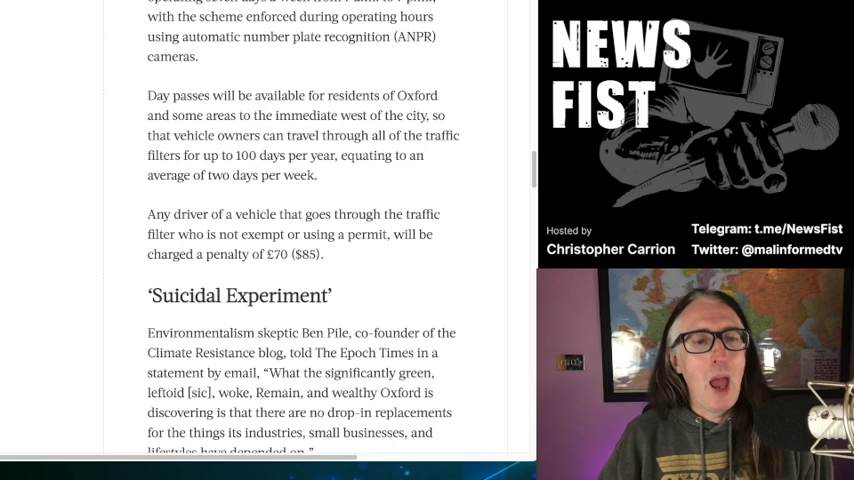 operating seven days a week from 7 a.m. to 7 p.m.,
with the scheme enforced during operating hours
using automatic number plate recognition (ANPR)
cameras.
Day passes will be available for residents of Oxford
and some areas to the immediate west of the city, so
that vehicle owners can travel through all of the traffic
filters for up to 100 days per year, equating to an
average of two days per week.
Any driver of a vehicle that goes through the traffic
filter who is not exempt or using a permit, will be
charged a penalty of £70 ($85).
‘Suicidal Experiment’
Environmentalism skeptic Ben Pile, co-founder of the
Climate Resistance blog, told The Epoch Times in a
statement by email, “What the significantly green,
leftoid [sic], woke, Remain, and wealthy Oxford is
discovering is that there are no drop-in replacements
for the things its industries, small businesses, and
lifestyles have depended on.”
NEWS
FIST
Hosted by
Christopher Carrion
Telegram: t.me/NewsFist
Twitter: @malinformedtv